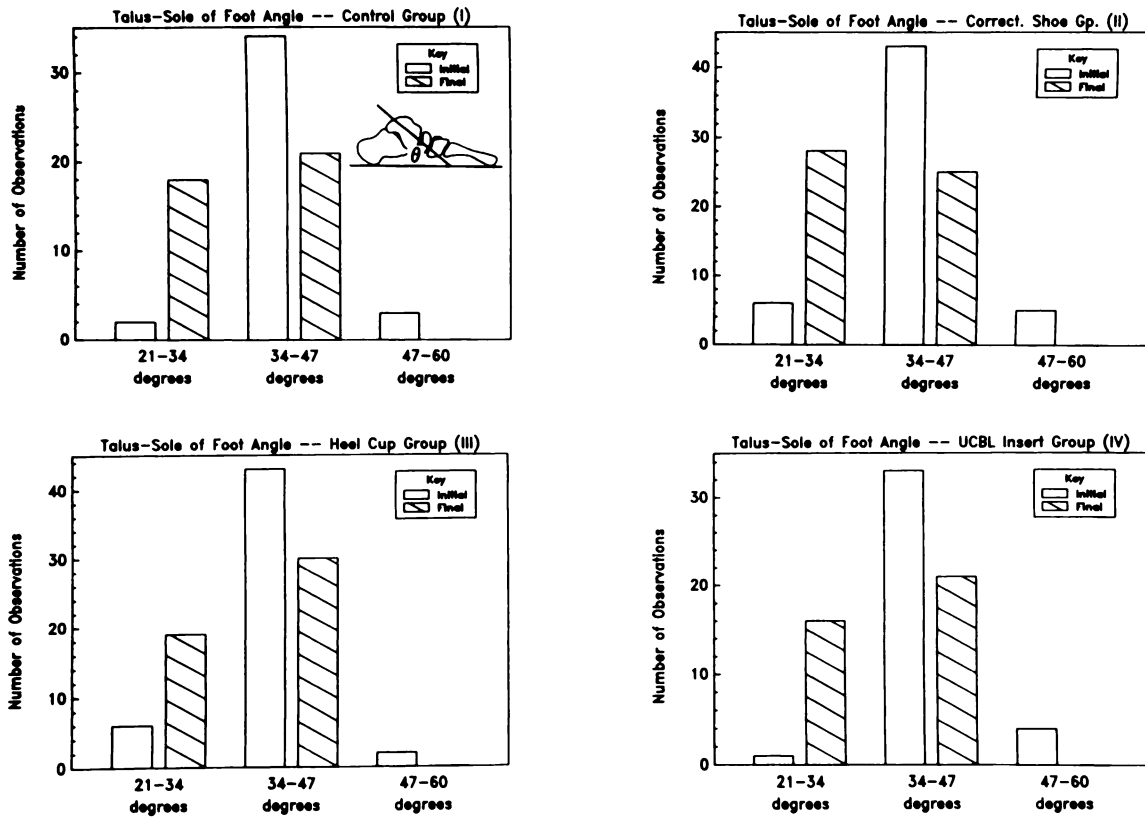 Talus-Sole of Foot Angle -- Control Group (I)
Number of Observations
30
20
10
0
Key
Initial
Final
θ
21-34
degrees
34-47
degrees
47-60
degrees
Talus-Sole of Foot Angle -- Correct. Shoe Gp. (II)
Number of Observations
40
30
20
10
0
Key
Initial
Final
21-34
degrees
34-47
degrees
47-60
degrees
Talus-Sole of Foot Angle -- Heel Cup Group (III)
Number of Observations
40
30
20
10
0
Key
Initial
Final
21-34
degrees
34-47
degrees
47-60
degrees
Talus-Sole of Foot Angle -- UCBL Insert Group (IV)
Number of Observations
30
20
10
0
Key
Initial
Final
21-34
degrees
34-47
degrees
47-60
degrees